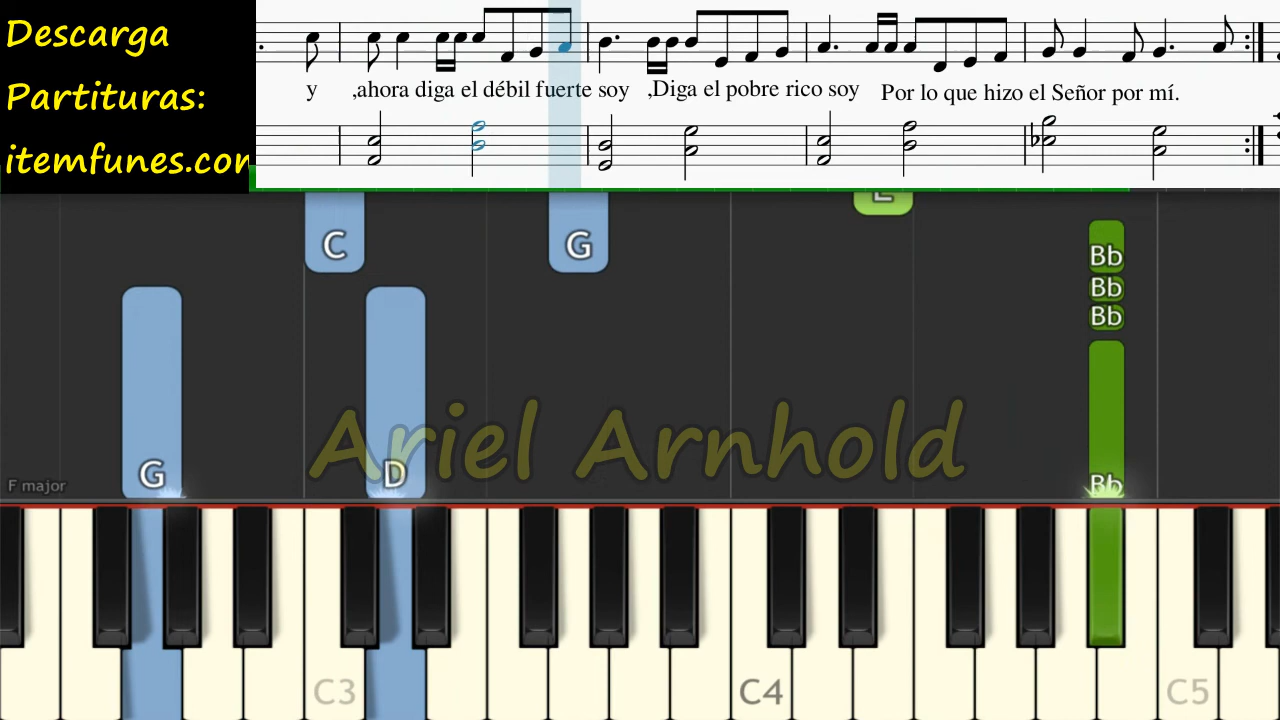 Descarga
Partituras:
itemfunes.com
y ,ahora diga el débil fuerte soy ,Diga el pobre rico soy Por lo que hizo el Señor por mí.
C G Bb
Bb
Bb
Ariel Arnhold
G D Bb
F major
C3 C4 C5